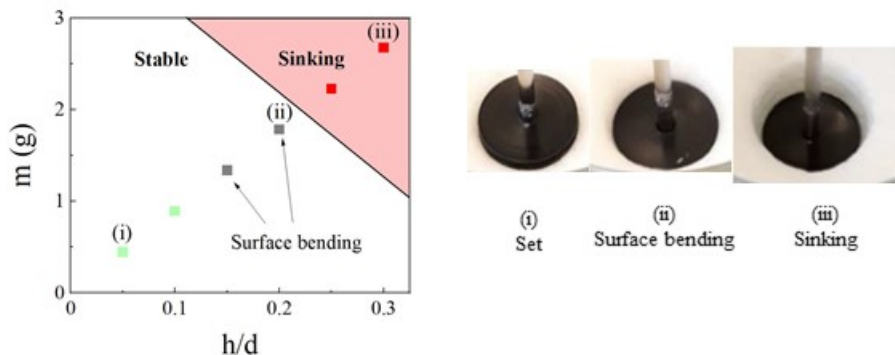 3
(iii)
Stable
Sinking
2
(ii)
m (g)
1
(i)
Surface bending
0
0
0.1
0.2
0.3
h/d
(i)
Set
(ii)
Surface bending
(iii)
Sinking